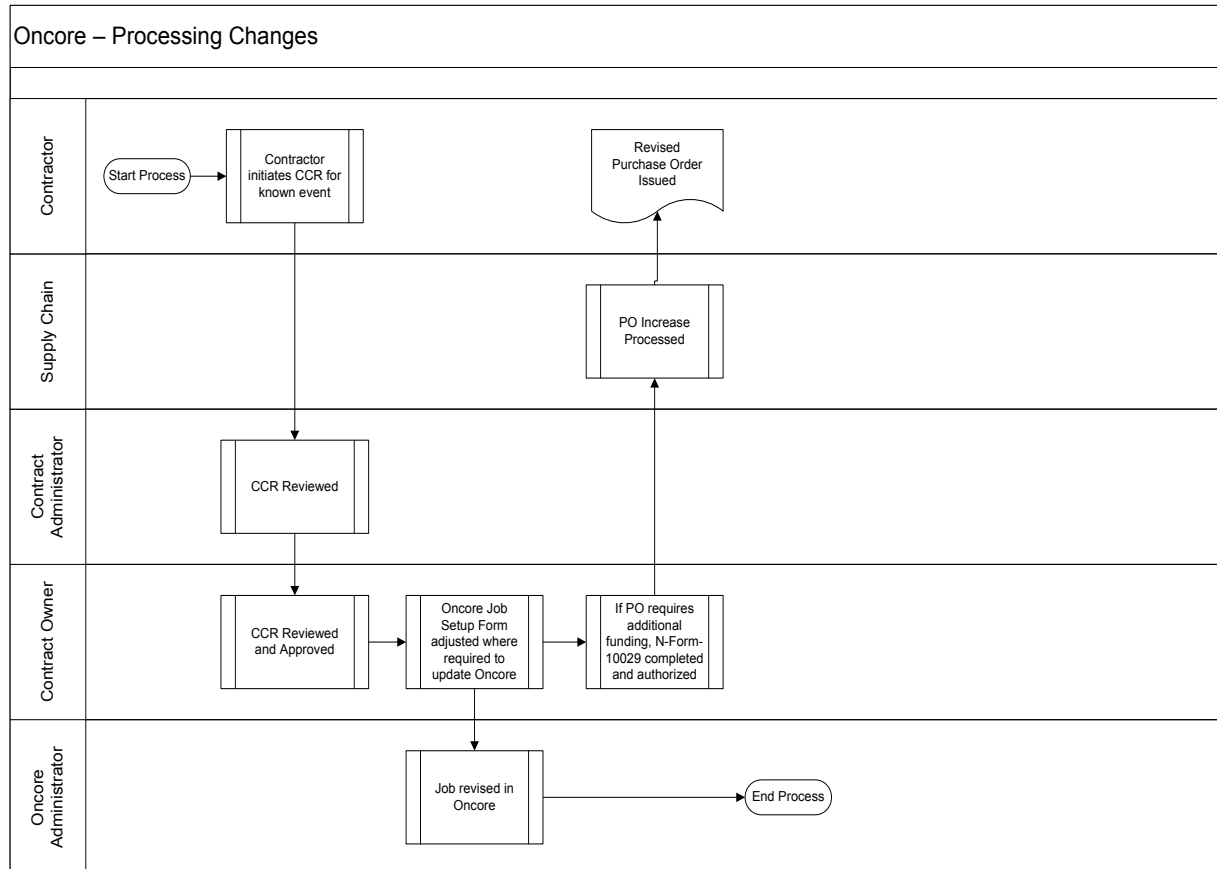 Oncore – Processing Changes
Contractor
Start Process
Contractor
initiates CCR for
known event
Revised
Purchase Order
Issued
Supply Chain
PO Increase
Processed
Contract
Administrator
CCR Reviewed
Contract Owner
CCR Reviewed
and Approved
Oncore Job
Setup Form
adjusted where
required to
update Oncore
If PO requires
additional
funding, N-Form-
10029 completed
and authorized
Oncore
Administrator
Job revised in
Oncore
End Process